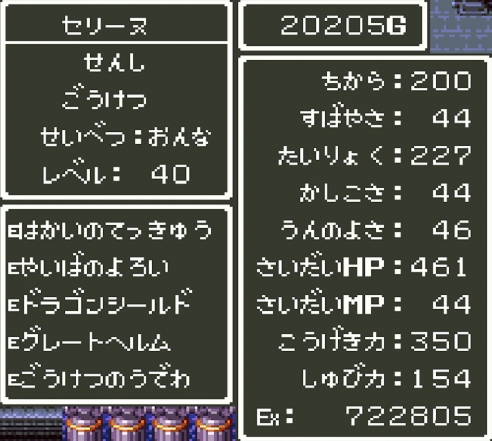 セリーヌ
せんし
ごうけつ
せいべつ：おんな
レベル： 40
Eはかいのてっきゅう
Eやいばのよろい
Eドラゴンシールド
Eグレートヘルム
Eごうけつのうでわ
20205G
ちから：200
すばやさ： 44
たいりょく：227
かしこさ： 44
うんのよさ： 46
さいだいHP：461
さいだいMP： 44
こうげき力：350
しゅび力：154
Ex： 722805